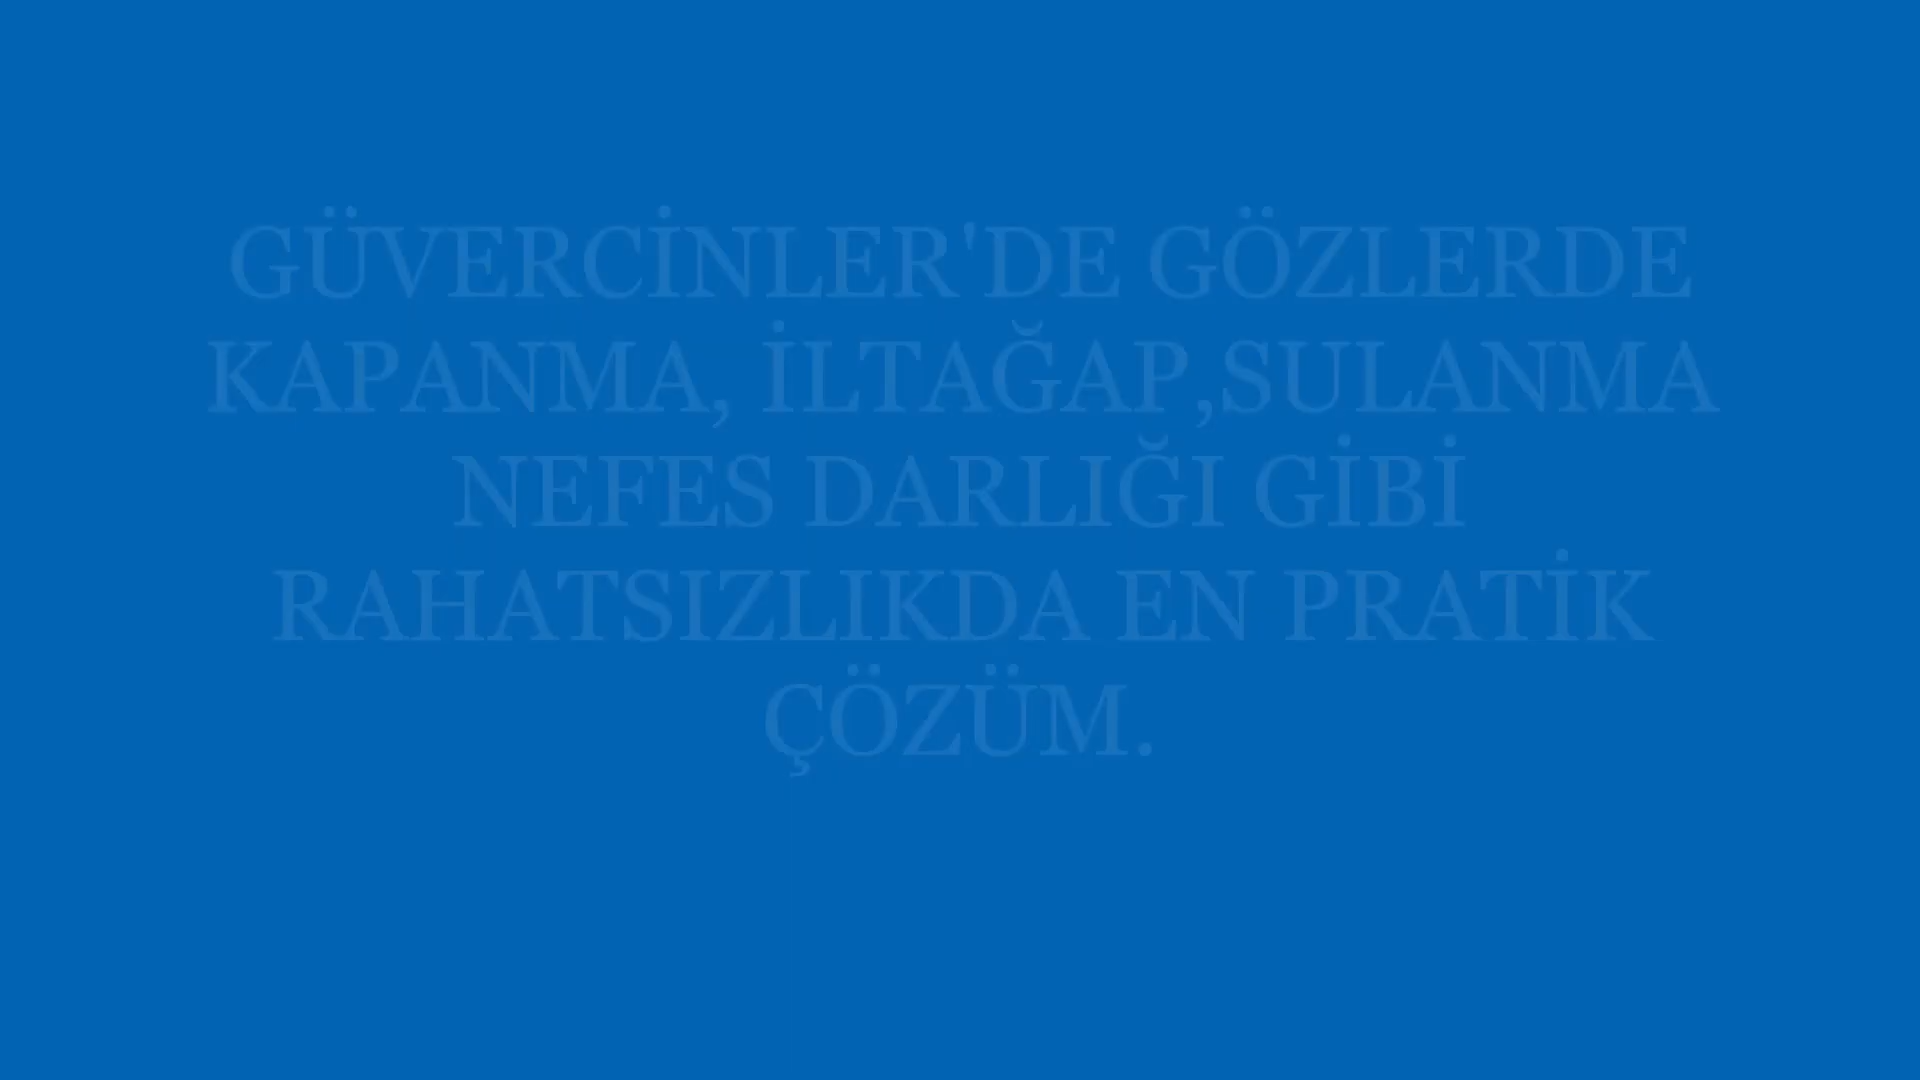 GÜVERCİNLER'DE GÖZLERDE
KAPANMA, İLTAĞAP,SULANMA
NEFES DARLIĞI GİBİ
RAHATSIZLIKDA EN PRATİK
ÇÖZÜM.